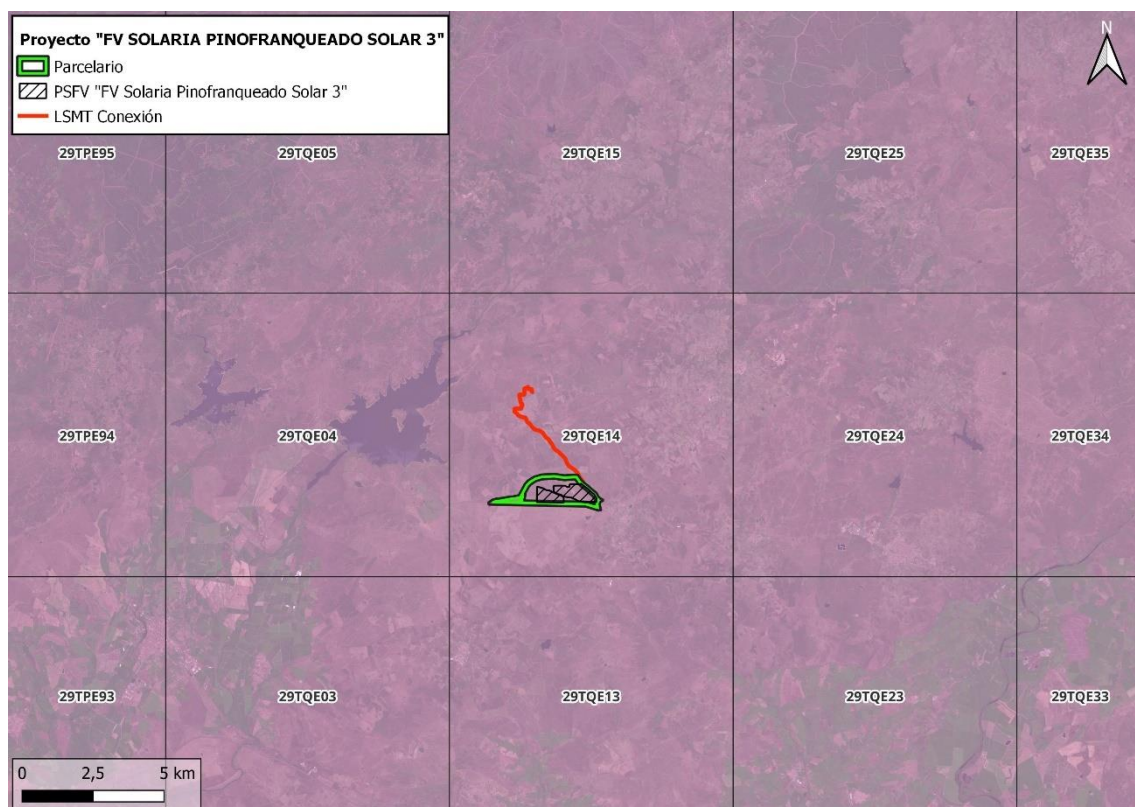 Proyecto "FV SOLARIA PINOFRANQUEADO SOLAR 3"
Parcelario
PSFV "FV Solaria Pinofranqueado Solar 3"
LSMT Conexión
N
29TPE95
29TQE05
29TQE15
29TQE25
29TQE35
29TPE94
29TQE04
29TQE14
29TQE24
29TQE34
29TPE93
29TQE03
29TQE13
29TQE23
29TQE33
0 2,5 5 km